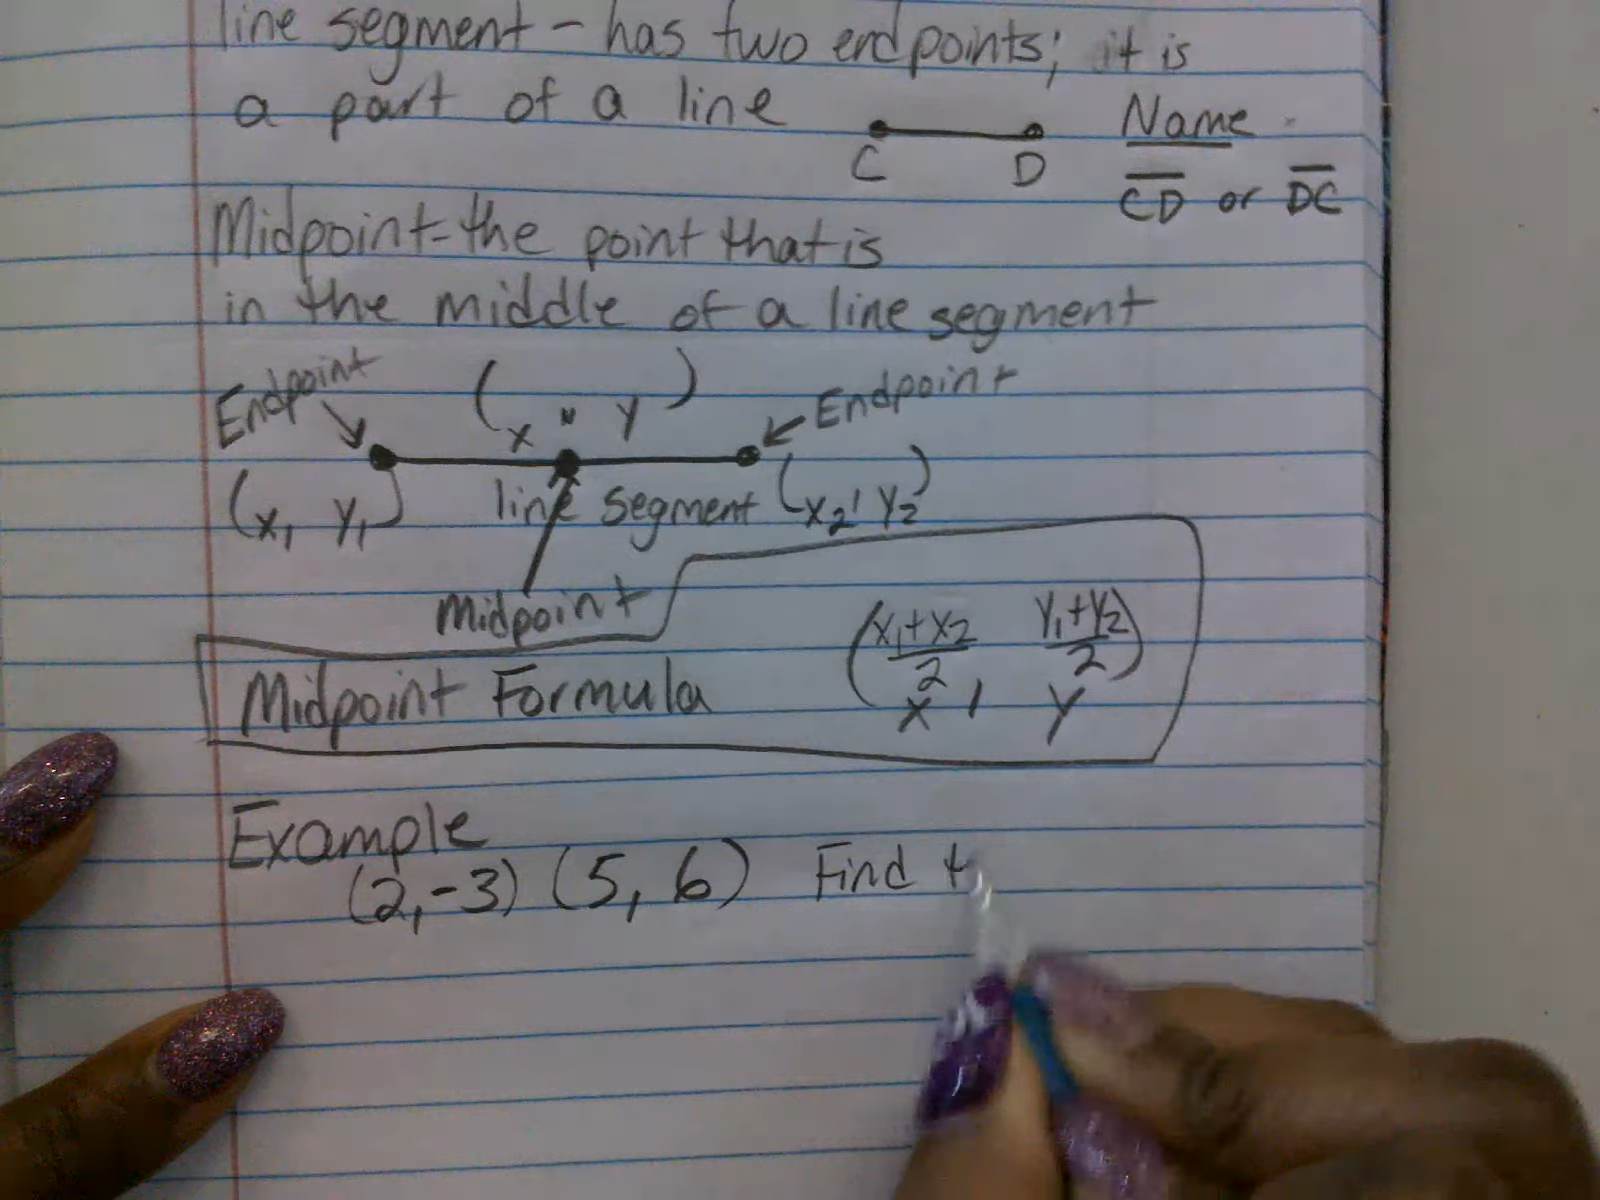 line segment - has two endpoints; it is
a part of a line
C D
Name
CD or DC
Midpoint - the point that is
in the middle of a line segment
Endpoint ( x , y ) Endpoint
(x₁ y₁) line segment (x₂, y₂)
Midpoint
Midpoint Formula (x₁+x₂/2 , y₁+y₂/2)
x , y
Example
(2,-3) (5, 6) Find t